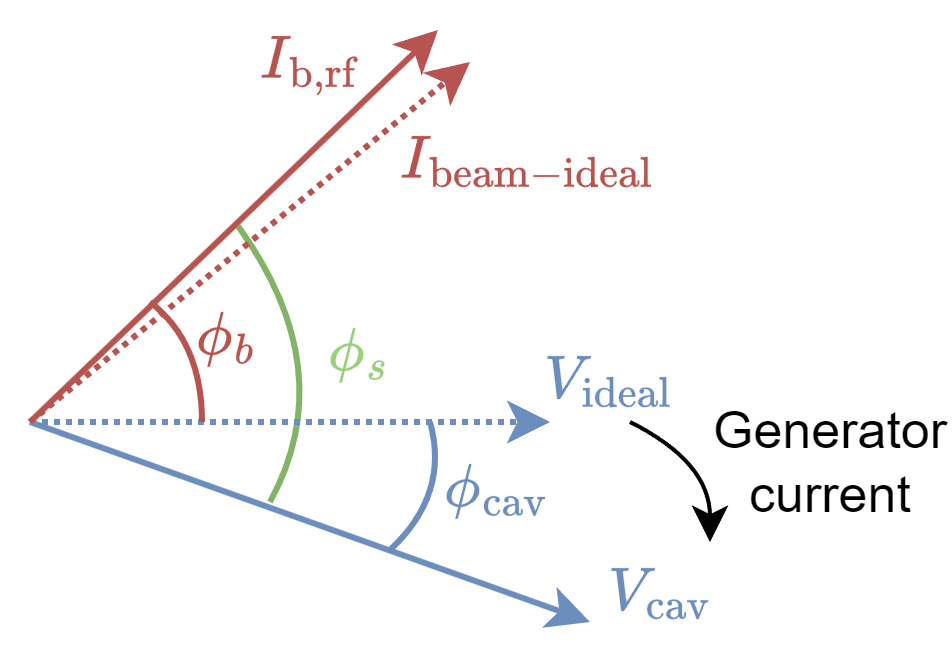 I_b,rf
I_beam−ideal
ϕ_b
ϕ_s
V_ideal
Generator
current
ϕ_cav
V_cav